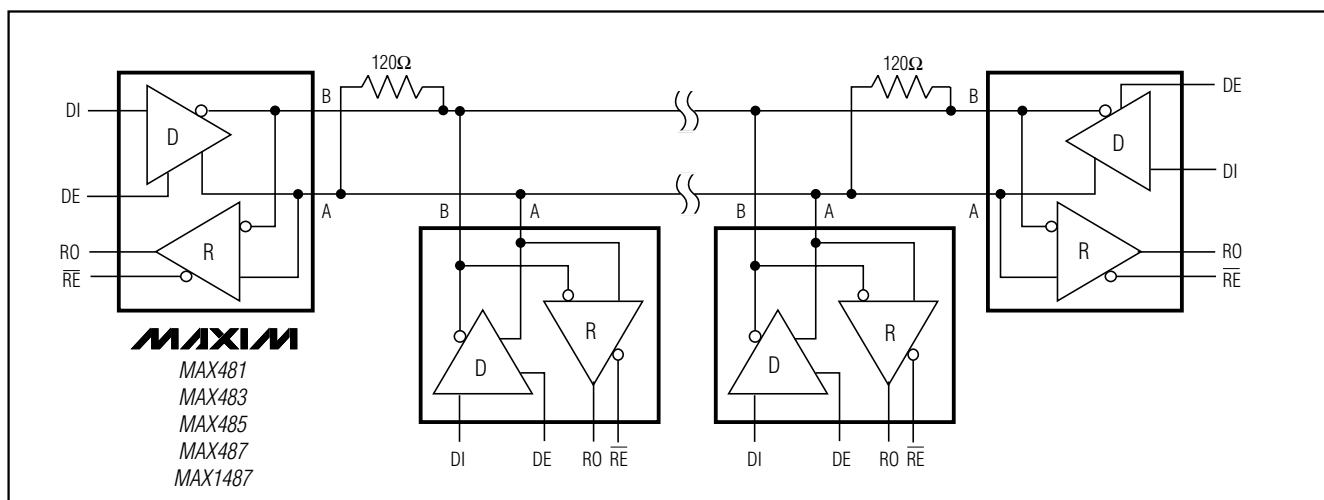 120Ω
120Ω
B
B
DI
DE
D
D
DE
DI
A
B
A
B
A
A
RO
R
R
RO
RE
RE
R
R
D
D
MAXIM
MAX481
MAX483
MAX485
MAX487
MAX1487
DI
DE
RO
RE
DI
DE
RO
RE